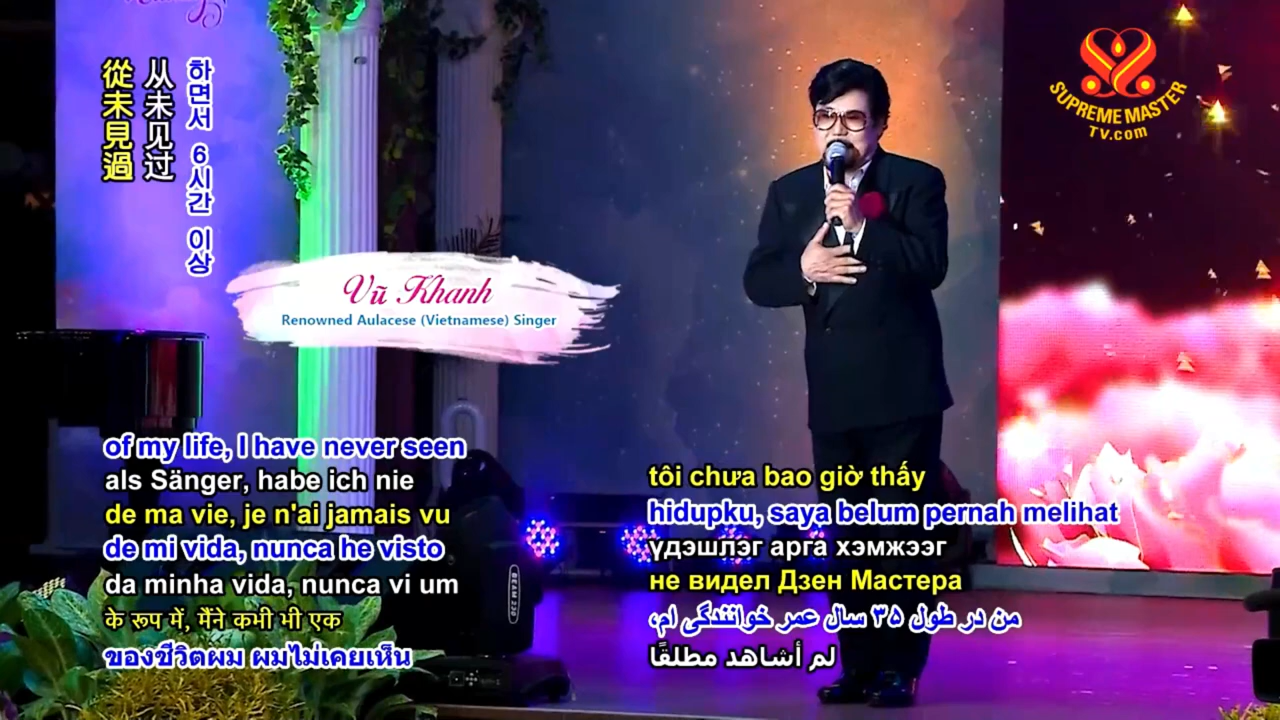 從未見過
从未见过
하면서 6시간 이상
SUPREME MASTER
TV.com
Vũ Khanh
Renowned Aulacese (Vietnamese) Singer
of my life, I have never seen
als Sänger, habe ich nie
de ma vie, je n'ai jamais vu
de mi vida, nunca he visto
da minha vida, nunca vi um
के रूप में, मैंने कभी भी एक
ของชีวิตผม ผมไม่เคยเห็น
tôi chưa bao giờ thấy
hidupku, saya belum pernah melihat
үдэшлэг арга хэмжээг
не видел Дзен Мастера
من در طول ۳۵ سال عمر خوانندگی ام،
لم أشاهد مطلقًا
BEAM 230